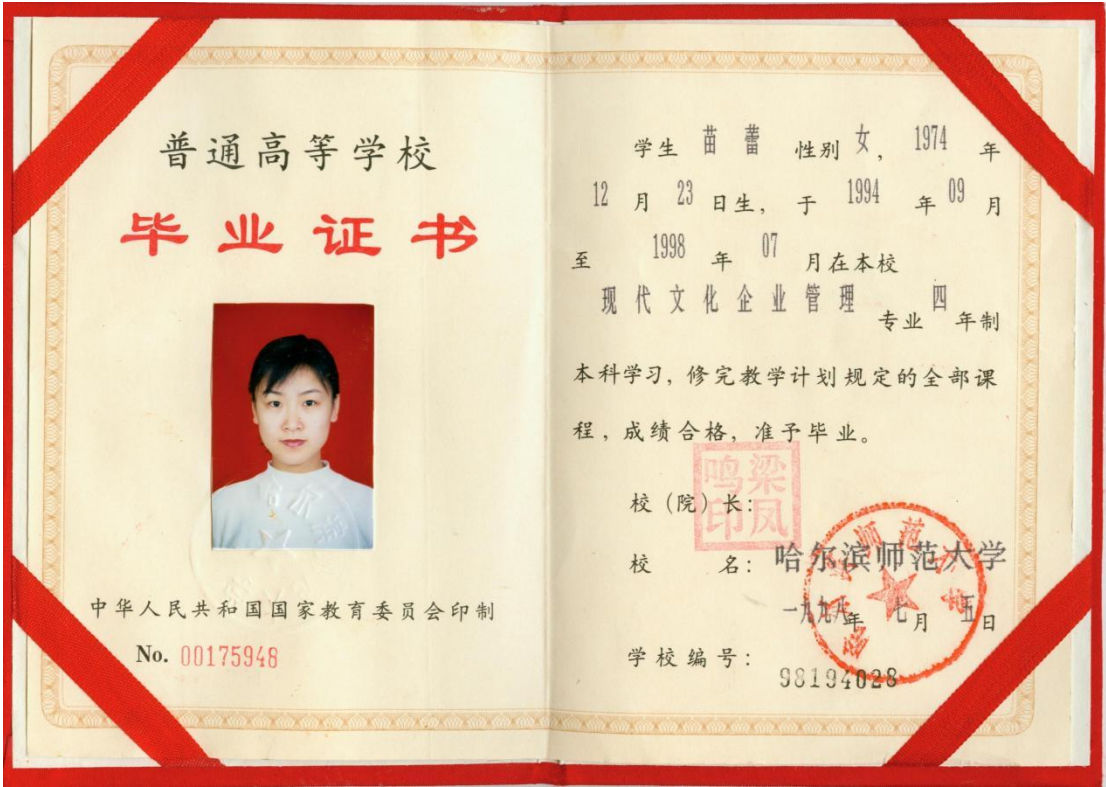 普通高等学校
毕业证书
中华人民共和国国家教育委员会印制
No. 00175948
学生 苗蕾 性别 女, 1974 年
12 月 23 日生, 于 1994 年 09 月
至 1998 年 07 月在本校
现代文化企业管理 专业 四 年制
本科学习, 修完教学计划规定的全部课
程, 成绩合格, 准予毕业。
校 (院) 长: 梁凤鸣印
校 名: 哈尔滨师范大学
一九九八年 七月 五日
学校编号: 98194028